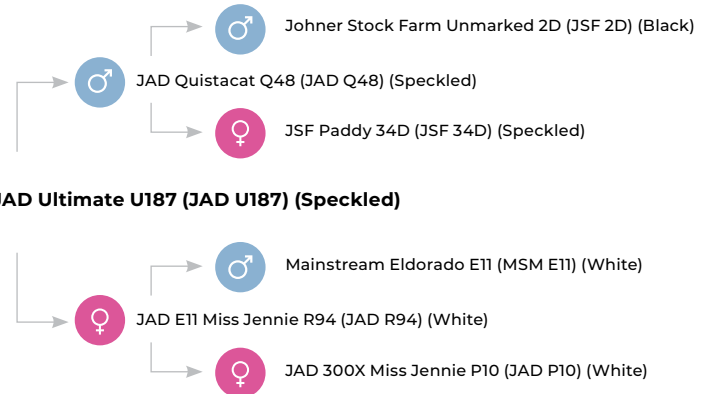 Johner Stock Farm Unmarked 2D (JSF 2D) (Black)
JAD Quistacat Q48 (JAD Q48) (Speckled)
JSF Paddy 34D (JSF 34D) (Speckled)
JAD Ultimate U187 (JAD U187) (Speckled)
Mainstream Eldorado E11 (MSM E11) (White)
JAD E11 Miss Jennie R94 (JAD R94) (White)
JAD 300X Miss Jennie P10 (JAD P10) (White)